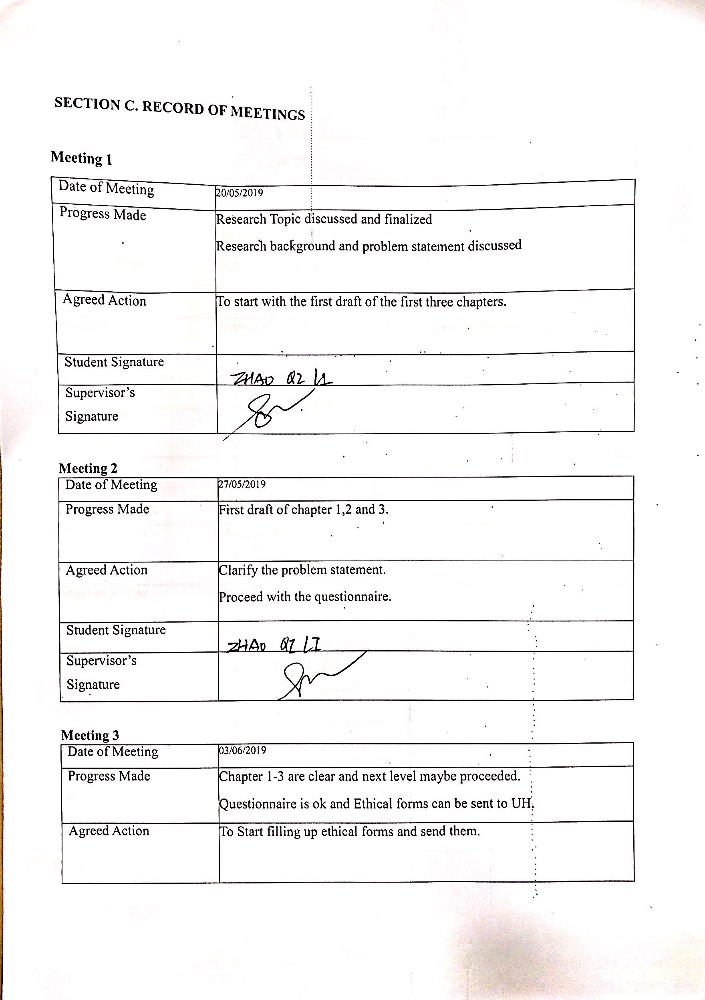 SECTION C. RECORD OF MEETINGS
Meeting 1
Date of Meeting 20/05/2019
Progress Made Research Topic discussed and finalized
Research background and problem statement discussed
Agreed Action To start with the first draft of the first three chapters.
Student Signature
ZHAO QI LI
Supervisor's
Signature
Meeting 2
Date of Meeting 27/05/2019
Progress Made First draft of chapter 1,2 and 3.
Agreed Action Clarify the problem statement.
Proceed with the questionnaire.
Student Signature
ZHAO QI LI
Supervisor's
Signature
Meeting 3
Date of Meeting 03/06/2019
Progress Made Chapter 1-3 are clear and next level maybe proceeded.
Questionnaire is ok and Ethical forms can be sent to UH.
Agreed Action To Start filling up ethical forms and send them.